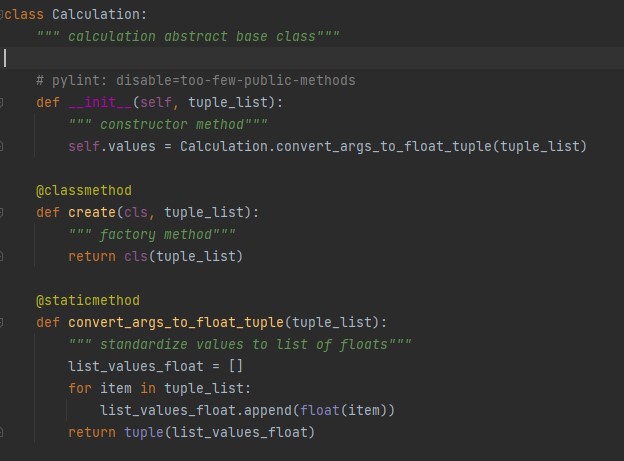 class Calculation:
""" calculation abstract base class"""
# pylint: disable=too-few-public-methods
def __init__(self, tuple_list):
""" constructor method"""
self.values = Calculation.convert_args_to_float_tuple(tuple_list)
@classmethod
def create(cls, tuple_list):
""" factory method"""
return cls(tuple_list)
@staticmethod
def convert_args_to_float_tuple(tuple_list):
""" standardize values to list of floats"""
list_values_float = []
for item in tuple_list:
list_values_float.append(float(item))
return tuple(list_values_float)